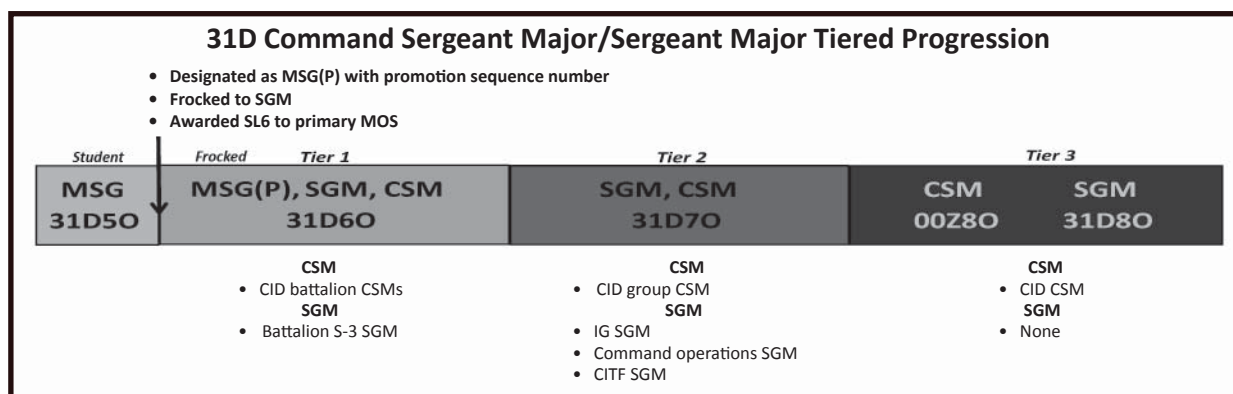 31D Command Sergeant Major/Sergeant Major Tiered Progression
• Designated as MSG(P) with promotion sequence number
• Frocked to SGM
• Awarded SL6 to primary MOS
Student Frocked Tier 1 Tier 2 Tier 3
MSG MSG(P), SGM, CSM SGM, CSM CSM SGM
31D5O 31D6O 31D7O 00Z8O 31D8O
CSM CSM CSM
• CID battalion CSMs • CID group CSM • CID CSM
SGM SGM SGM
• Battalion S-3 SGM • IG SGM • None
• Command operations SGM
• CITF SGM